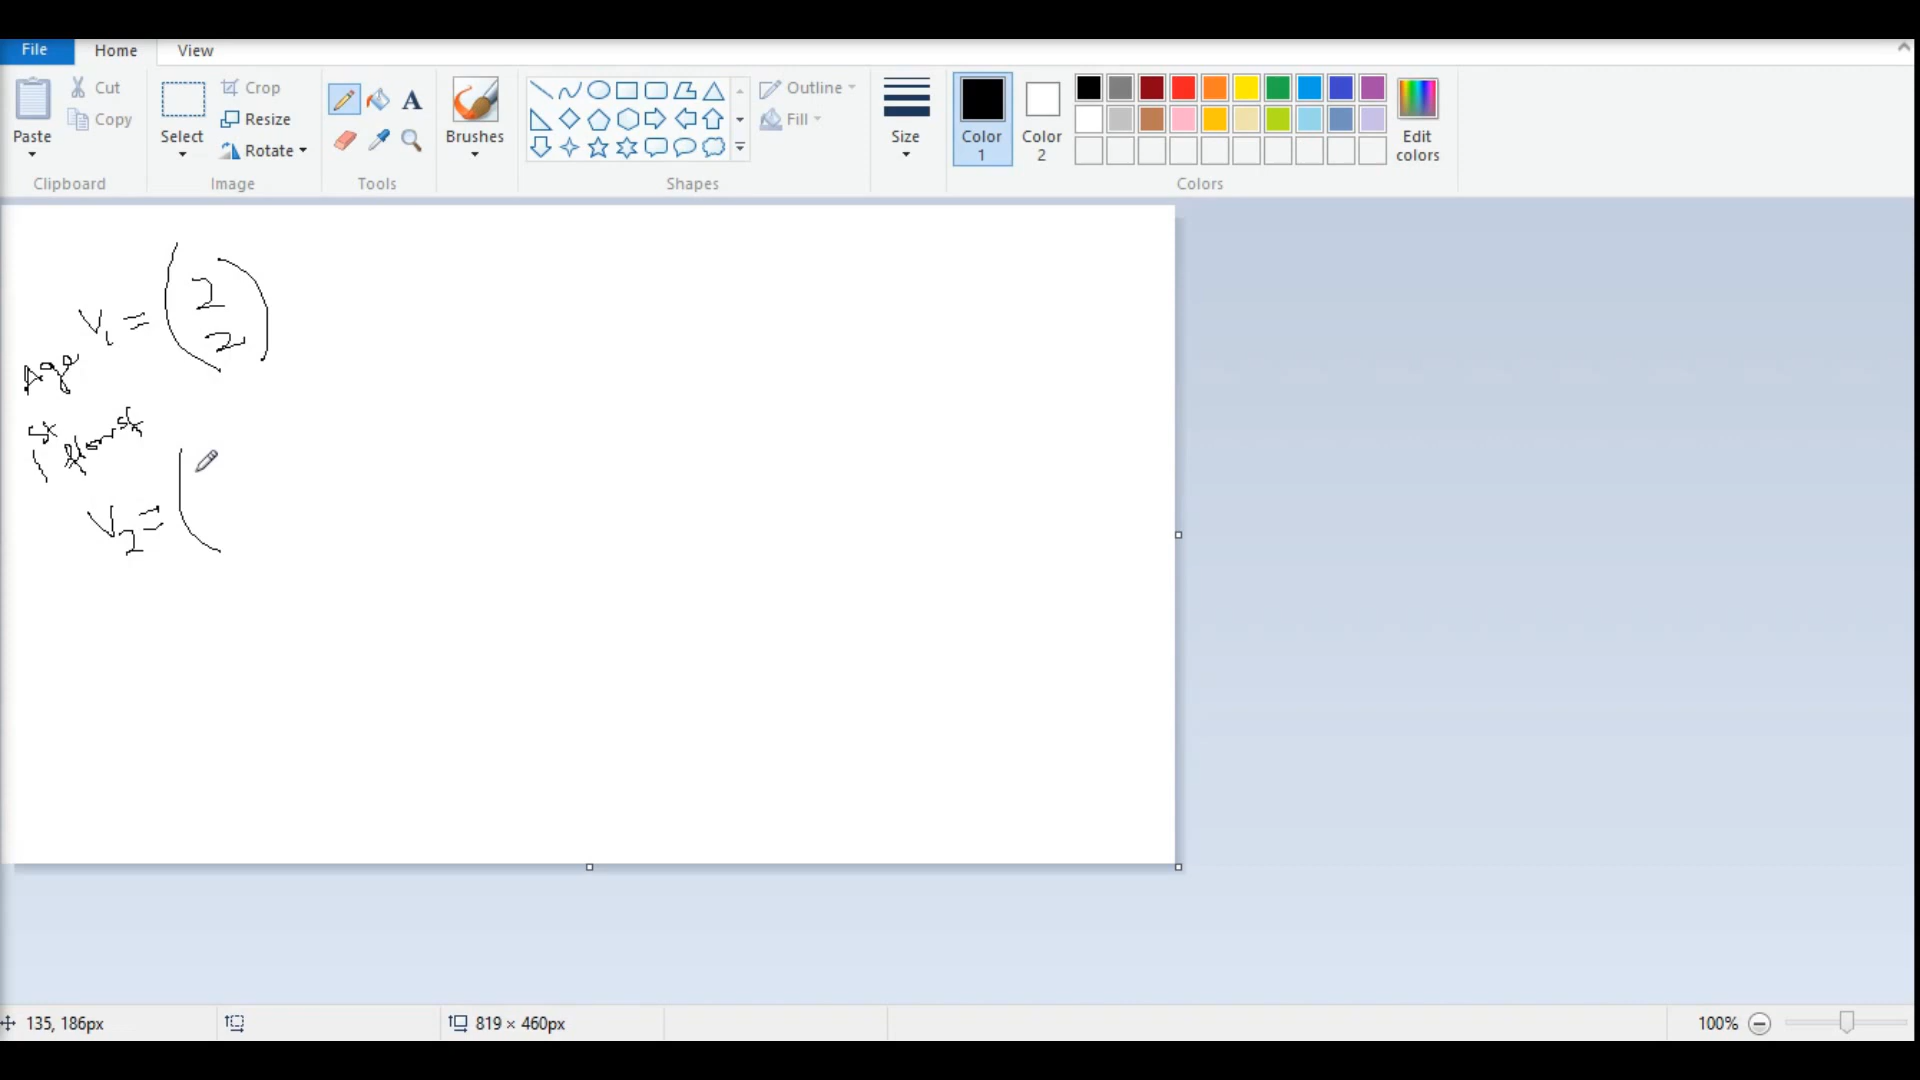 File Home View
Paste
Cut
Copy
Clipboard
Select
Crop
Resize
Rotate
Image
A
Tools
Brushes
Shapes
Outline
Fill
Size
Color 1
Color 2
Edit colors
Colors
V1 = ( 2
2 )
Age
V2 = (
135, 186px
819 × 460px
100%